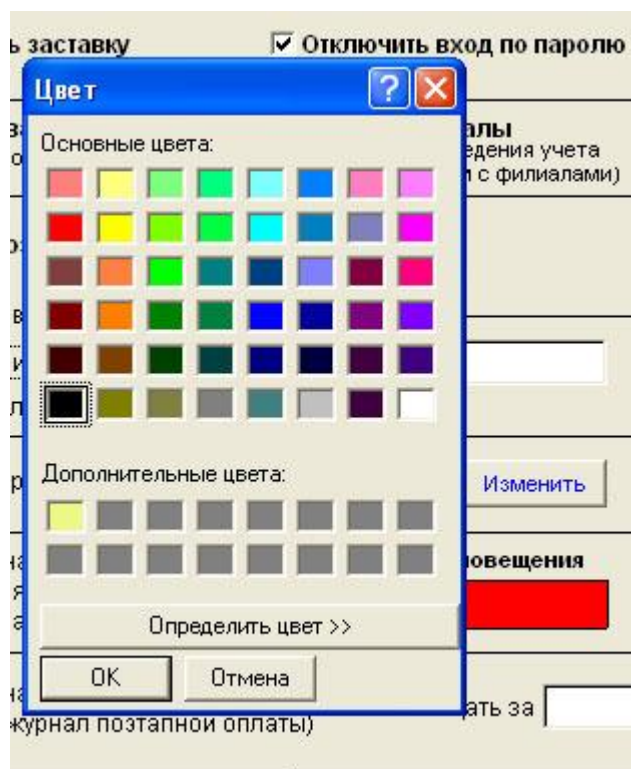 заставку
Отключить вход по паролю
Цвет
Основные цвета:
едения учета
с филиалами)
Дополнительные цвета:
Изменить
овещения
Определить цвет >>
OK
Отмена
ать за
журнал поэтапной оплаты)